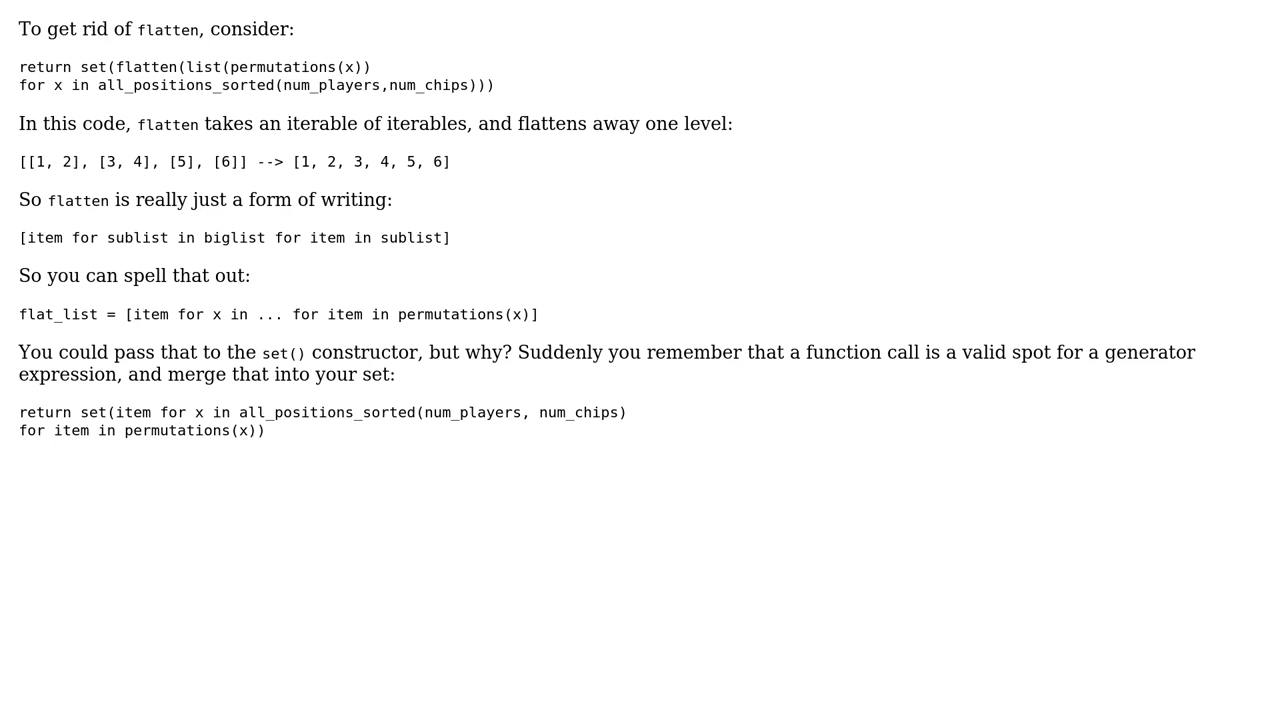 To get rid of flatten, consider:
return set(flatten(list(permutations(x))
for x in all_positions_sorted(num_players,num_chips)))
In this code, flatten takes an iterable of iterables, and flattens away one level:
[[1, 2], [3, 4], [5], [6]] --> [1, 2, 3, 4, 5, 6]
So flatten is really just a form of writing:
[item for sublist in biglist for item in sublist]
So you can spell that out:
flat_list = [item for x in ... for item in permutations(x)]
You could pass that to the set() constructor, but why? Suddenly you remember that a function call is a valid spot for a generator
expression, and merge that into your set:
return set(item for x in all_positions_sorted(num_players, num_chips)
for item in permutations(x))